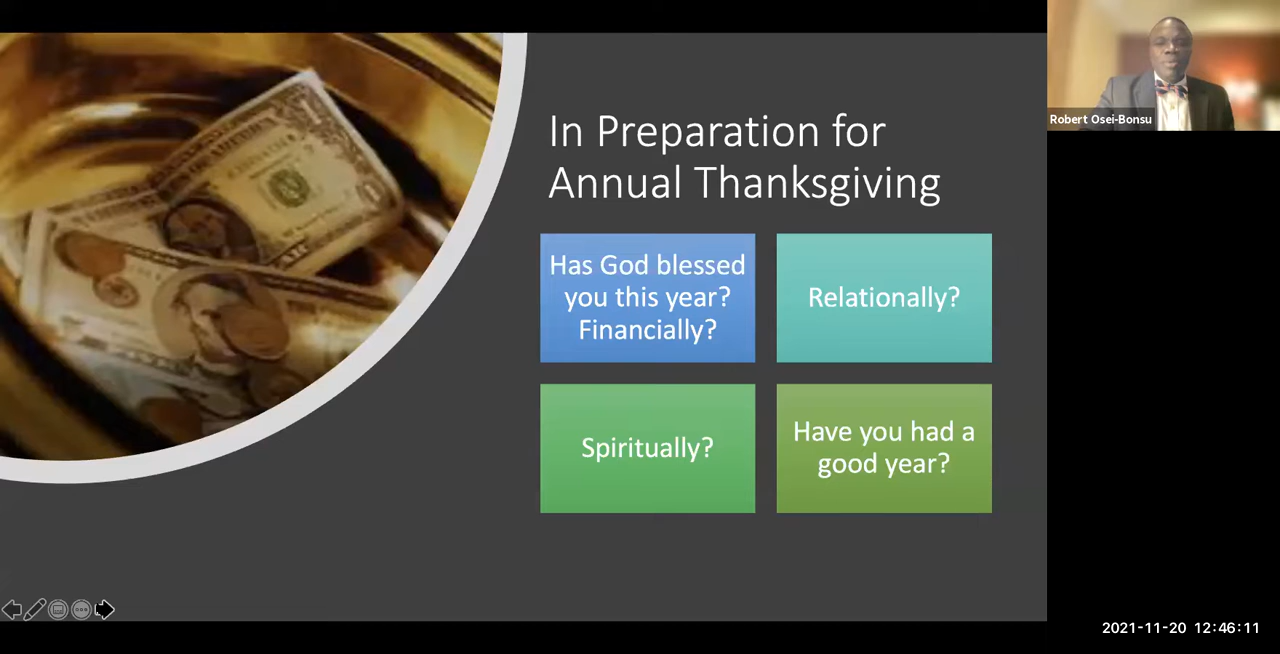 In Preparation for
Annual Thanksgiving
Has God blessed
you this year?
Financially?
Relationally?
Spiritually?
Have you had a
good year?
Robert Osei-Bonsu
2021-11-20 12:46:11